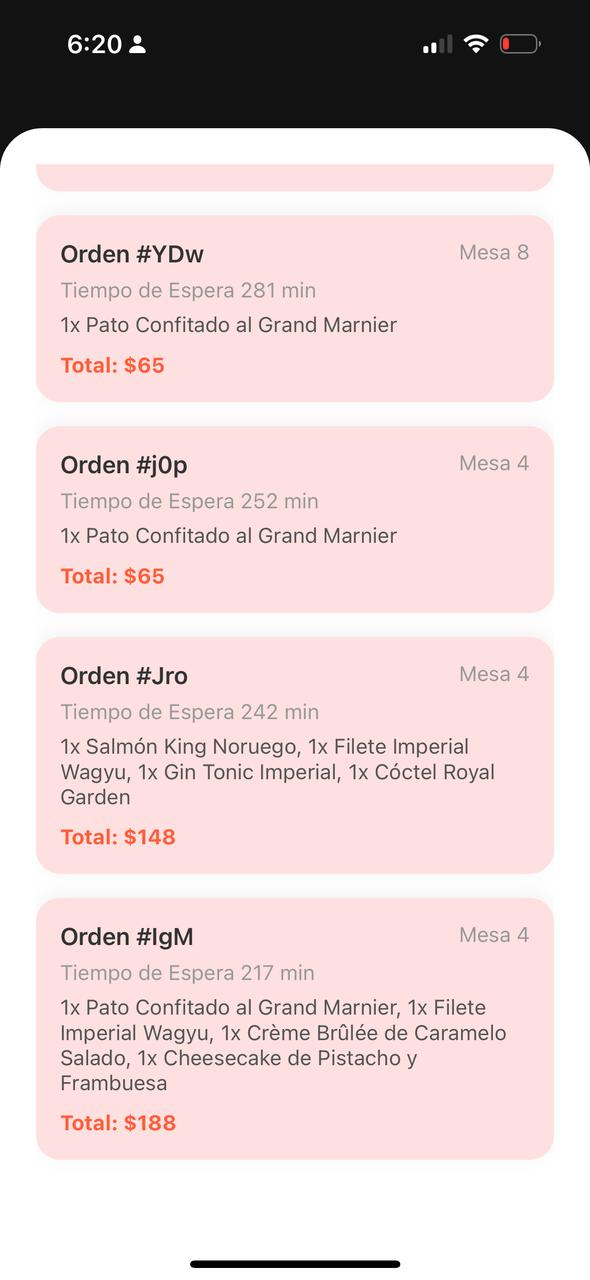 6:20
Orden #YDw
Mesa 8
Tiempo de Espera 281 min
1x Pato Confitado al Grand Marnier
Total: $65
Orden #j0p
Mesa 4
Tiempo de Espera 252 min
1x Pato Confitado al Grand Marnier
Total: $65
Orden #Jro
Mesa 4
Tiempo de Espera 242 min
1x Salmón King Noruego, 1x Filete Imperial
Wagyu, 1x Gin Tonic Imperial, 1x Cóctel Royal
Garden
Total: $148
Orden #IgM
Mesa 4
Tiempo de Espera 217 min
1x Pato Confitado al Grand Marnier, 1x Filete
Imperial Wagyu, 1x Crème Brûlée de Caramelo
Salado, 1x Cheesecake de Pistacho y
Frambuesa
Total: $188